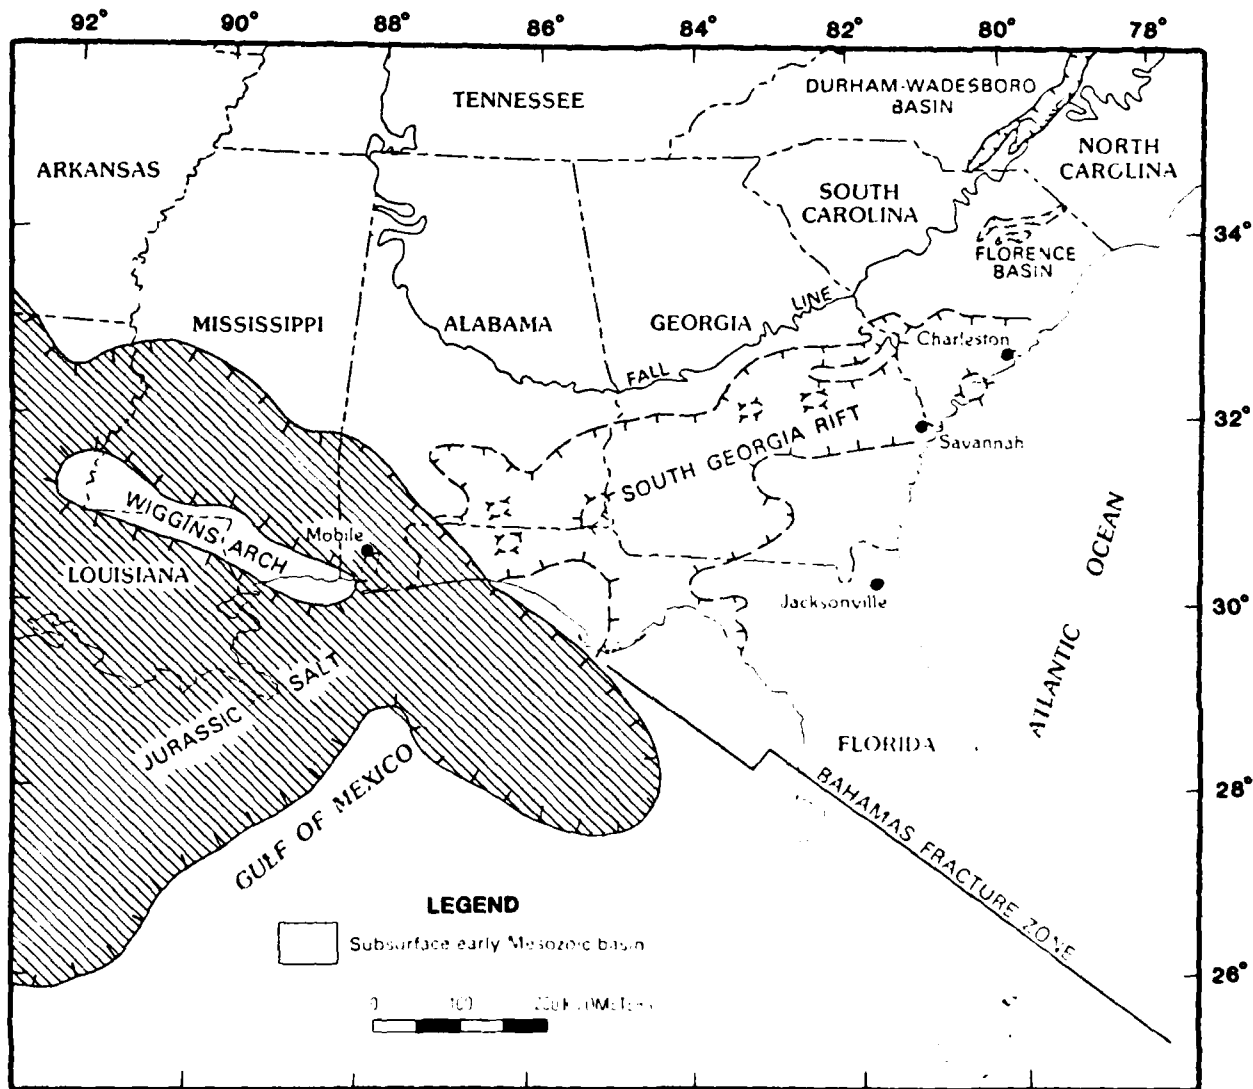 92° 90° 88° 86° 84° 82° 80° 78°
TENNESSEE
DURHAM-WADESBORO
BASIN
ARKANSAS
NORTH
CAROLINA
SOUTH
CAROLINA
34°
FLORENCE
BASIN
MISSISSIPPI
ALABAMA
GEORGIA
FALL LINE
Charleston
32°
SOUTH GEORGIA RIFT
Savannah
WIGGINS ARCH
Mobile
LOUISIANA
Jacksonville
30°
ATLANTIC OCEAN
JURASSIC SALT
GULF OF MEXICO
FLORIDA
28°
BAHAMAS FRACTURE ZONE
LEGEND
Subsurface early Mesozoic basin
26°
0 100 200 KILOMETERS